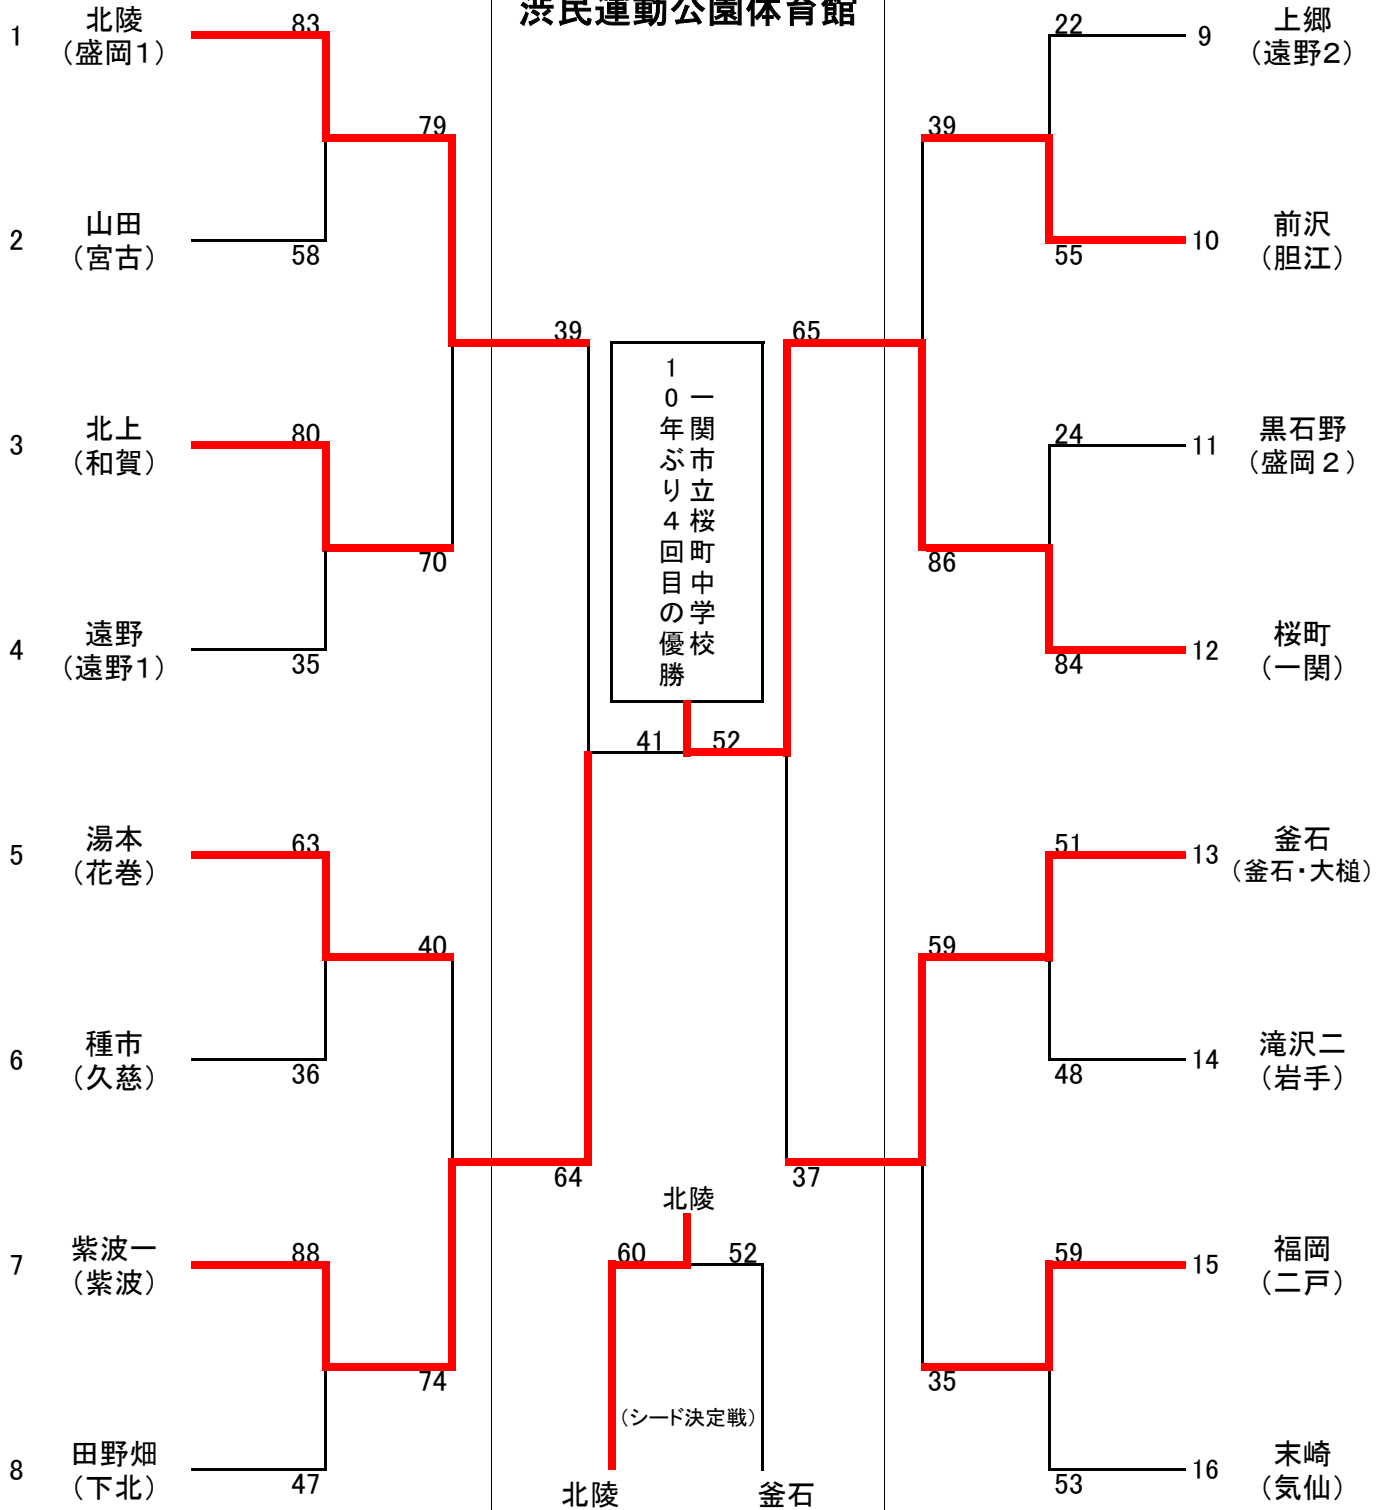 渋民運動公園体育館
1
北陵
（盛岡1）
83
79
2
山田
（宮古）
58
39
3
北上
（和賀）
80
70
4
遠野
（遠野1）
35
41
5
湯本
（花巻）
63
40
6
種市
（久慈）
36
64
7
紫波一
（紫波）
88
74
8
田野畑
（下北）
47
一関市立桜町中学校
１０年ぶり４回目の優勝
52
北陵
60
52
（シード決定戦）
北陵
釜石
22
9
上郷
（遠野2）
39
55
10
前沢
（胆江）
65
24
11
黒石野
（盛岡２）
86
84
12
桜町
（一関）
51
13
釜石
（釜石・大槌）
59
48
14
滝沢二
（岩手）
37
59
15
福岡
（二戸）
35
53
16
末崎
（気仙）